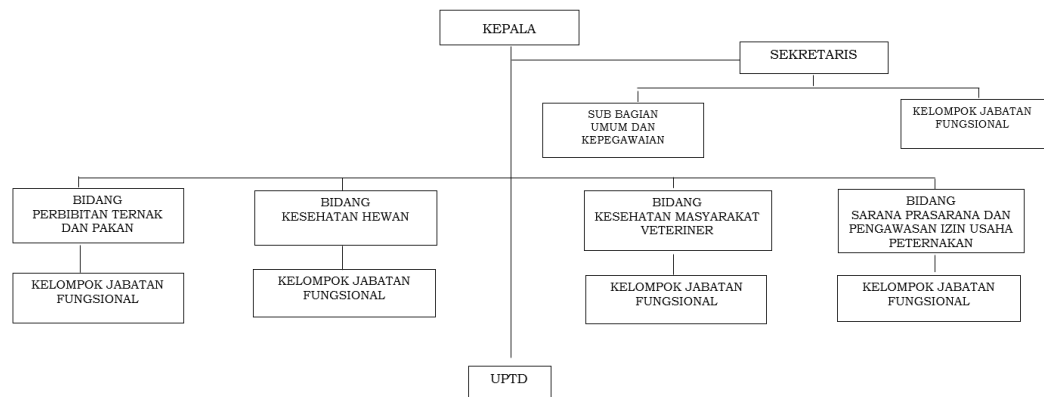 KEPALA
SEKRETARIS
SUB BAGIAN
UMUM DAN
KEPEGAWAIAN
KELOMPOK JABATAN
FUNGSIONAL
BIDANG
PERBIBITAN TERNAK
DAN PAKAN
BIDANG
KESEHATAN HEWAN
BIDANG
KESEHATAN MASYARAKAT
VETERINER
BIDANG
SARANA PRASARANA DAN
PENGAWASAN IZIN USAHA
PETERNAKAN
KELOMPOK JABATAN
FUNGSIONAL
KELOMPOK JABATAN
FUNGSIONAL
KELOMPOK JABATAN
FUNGSIONAL
KELOMPOK JABATAN
FUNGSIONAL
UPTD